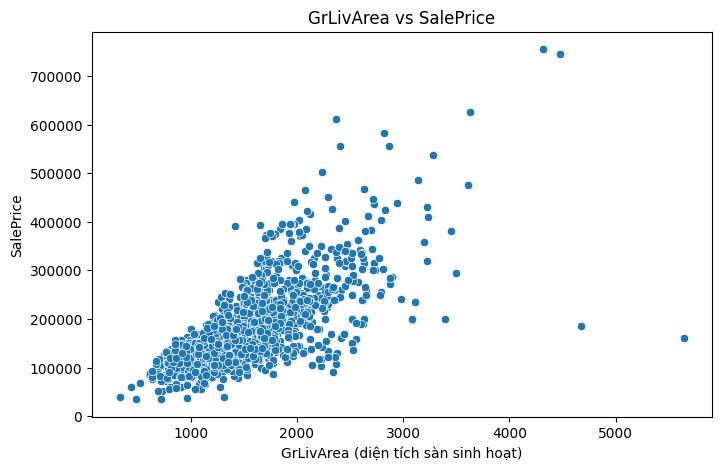 GrLivArea vs SalePrice
SalePrice
700000
600000
500000
400000
300000
200000
100000
0
1000 2000 3000 4000 5000
GrLivArea (diện tích sàn sinh hoạt)